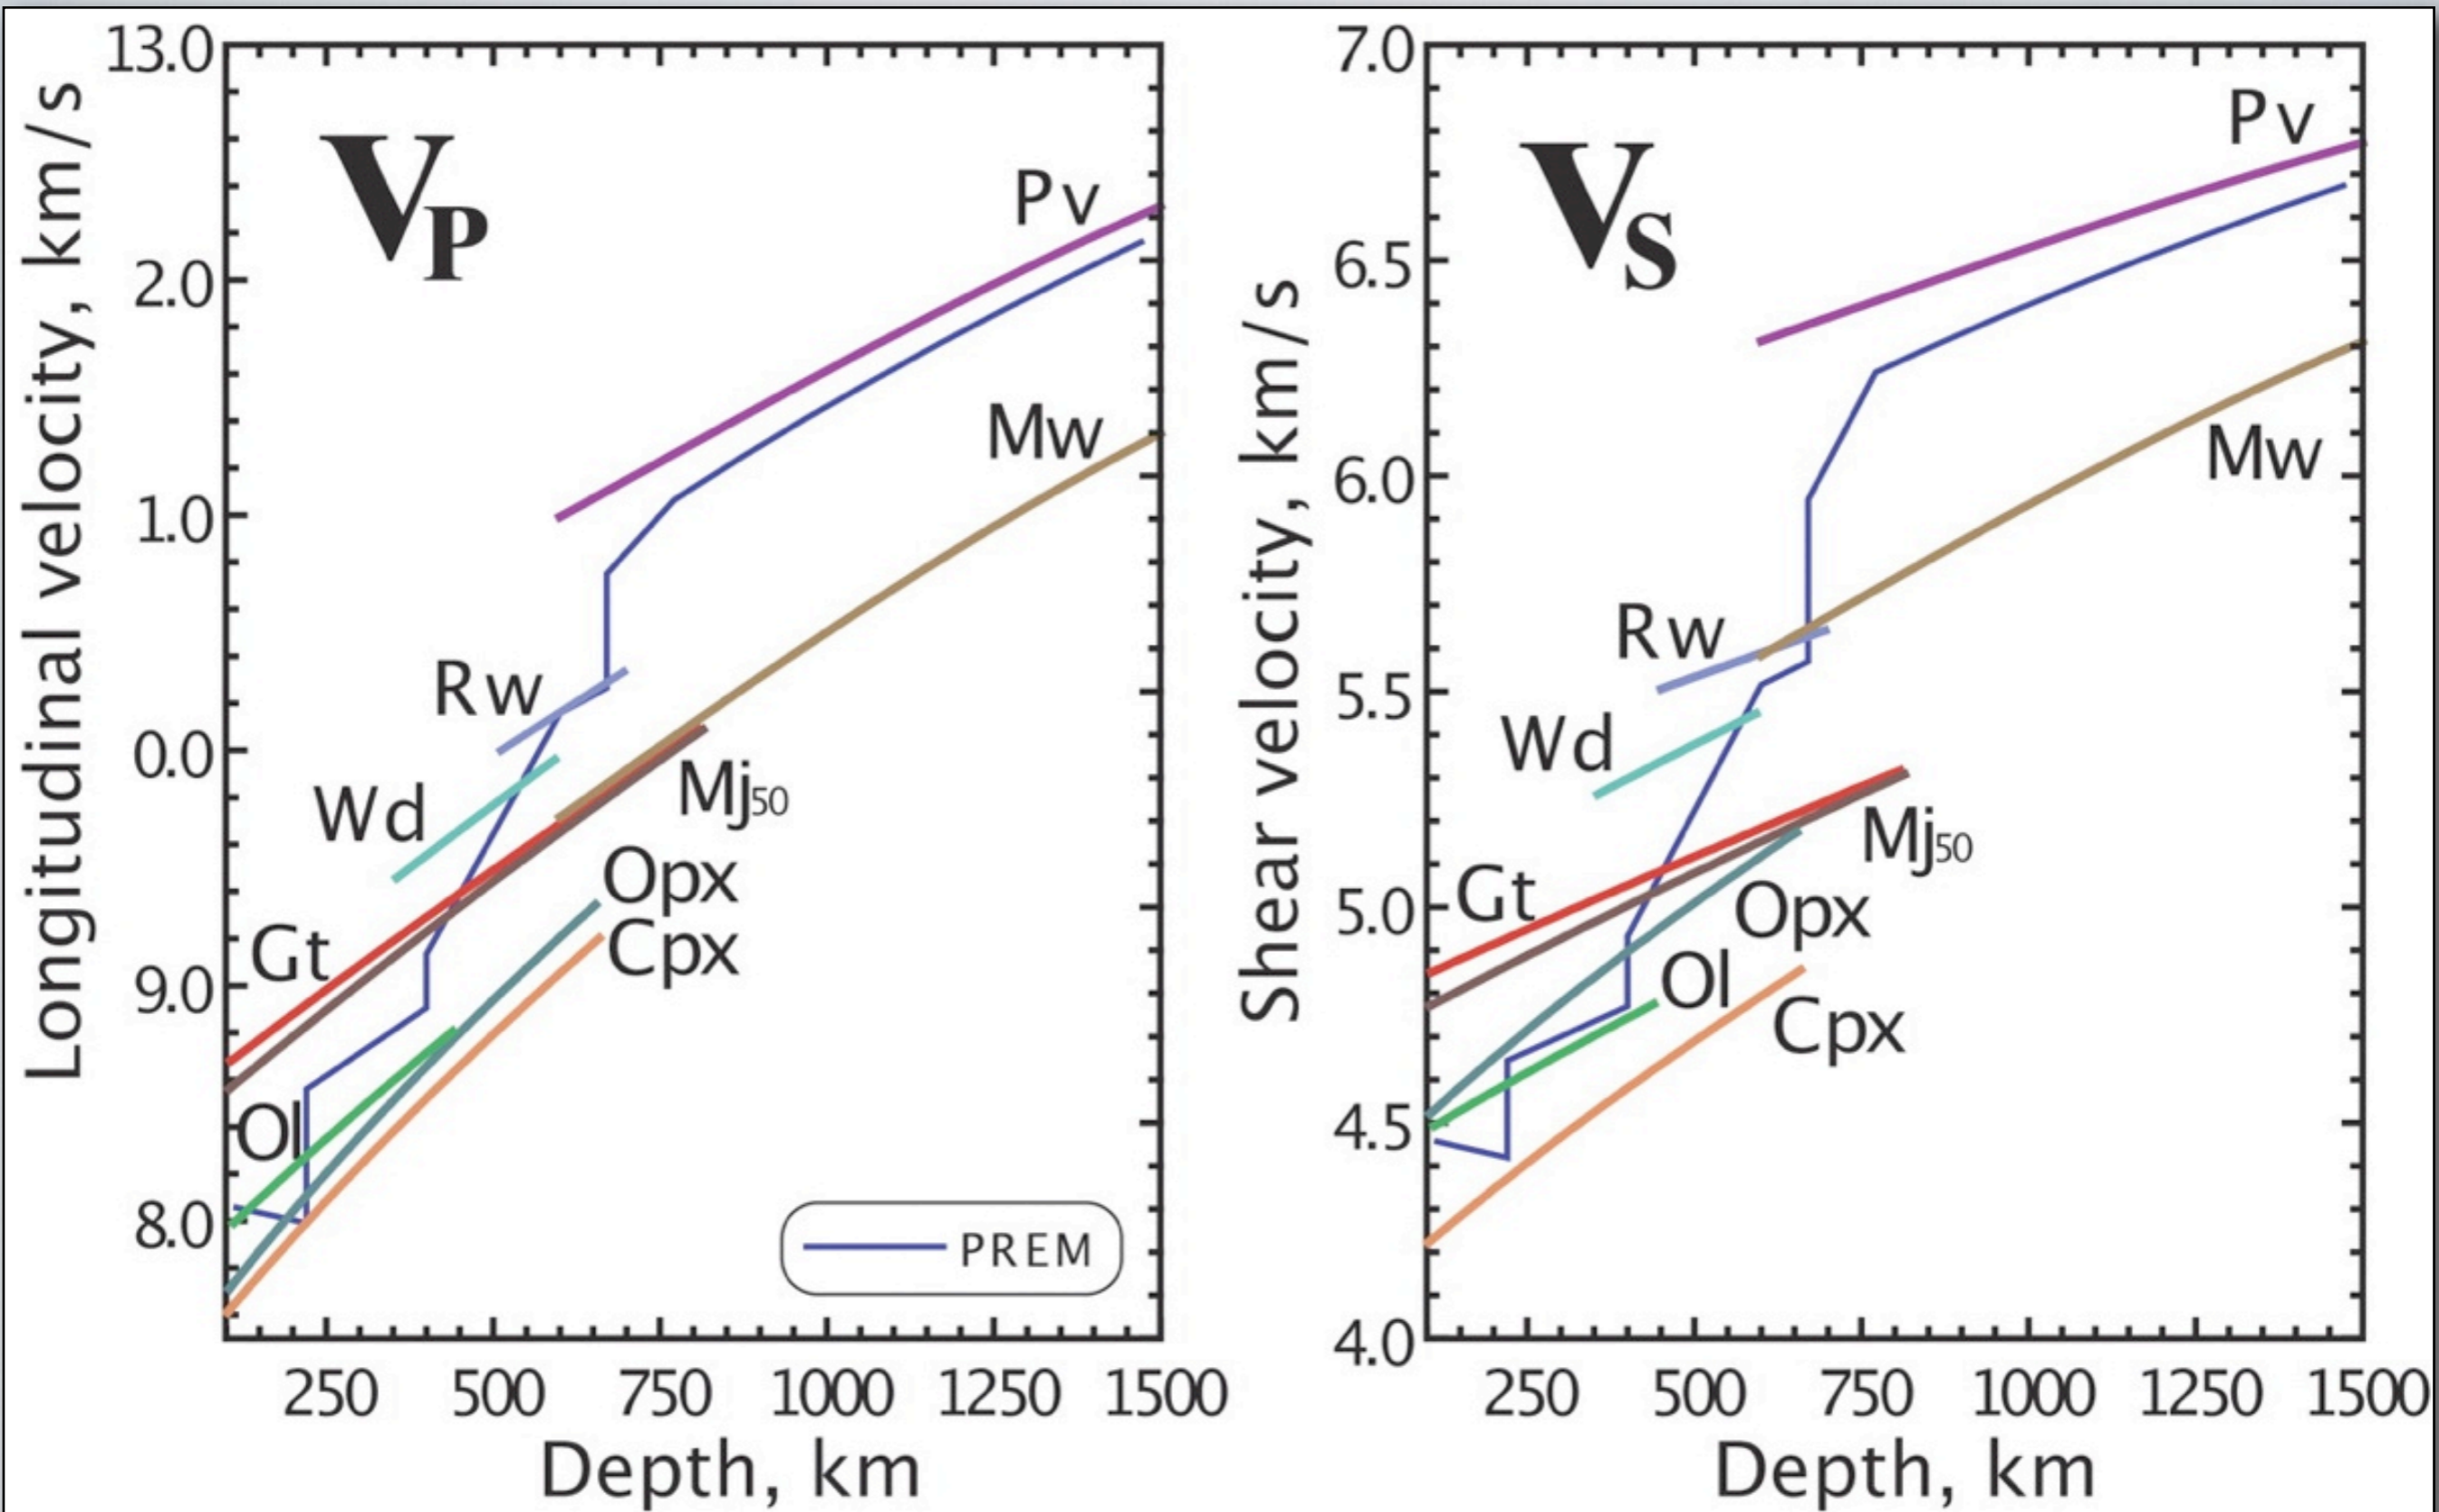 Longitudinal velocity, km/s
13.0
2.0
1.0
0.0
9.0
8.0
VP
Pv
Mw
Rw
Wd
Mj50
Opx
Cpx
Gt
Ol
PREM
250 500 750 1000 1250 1500
Depth, km
Shear velocity, km/s
7.0
6.5
6.0
5.5
5.0
4.5
4.0
VS
Pv
Mw
Rw
Wd
Mj50
Gt
Opx
Ol
Cpx
250 500 750 1000 1250 1500
Depth, km